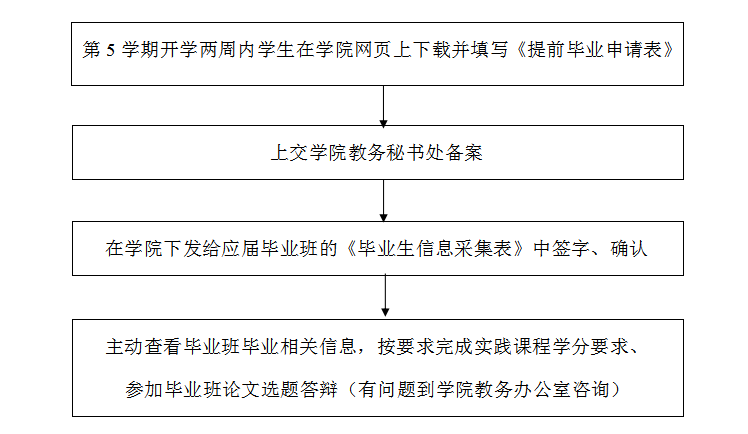 第 5 学期开学两周内学生在学院网页上下载并填写《提前毕业申请表》
上交学院教务秘书处备案
在学院下发给应届毕业班的《毕业生信息采集表》中签字、确认
主动查看毕业班毕业相关信息，按要求完成实践课程学分要求、
参加毕业班论文选题答辩（有问题到学院教务办公室咨询）